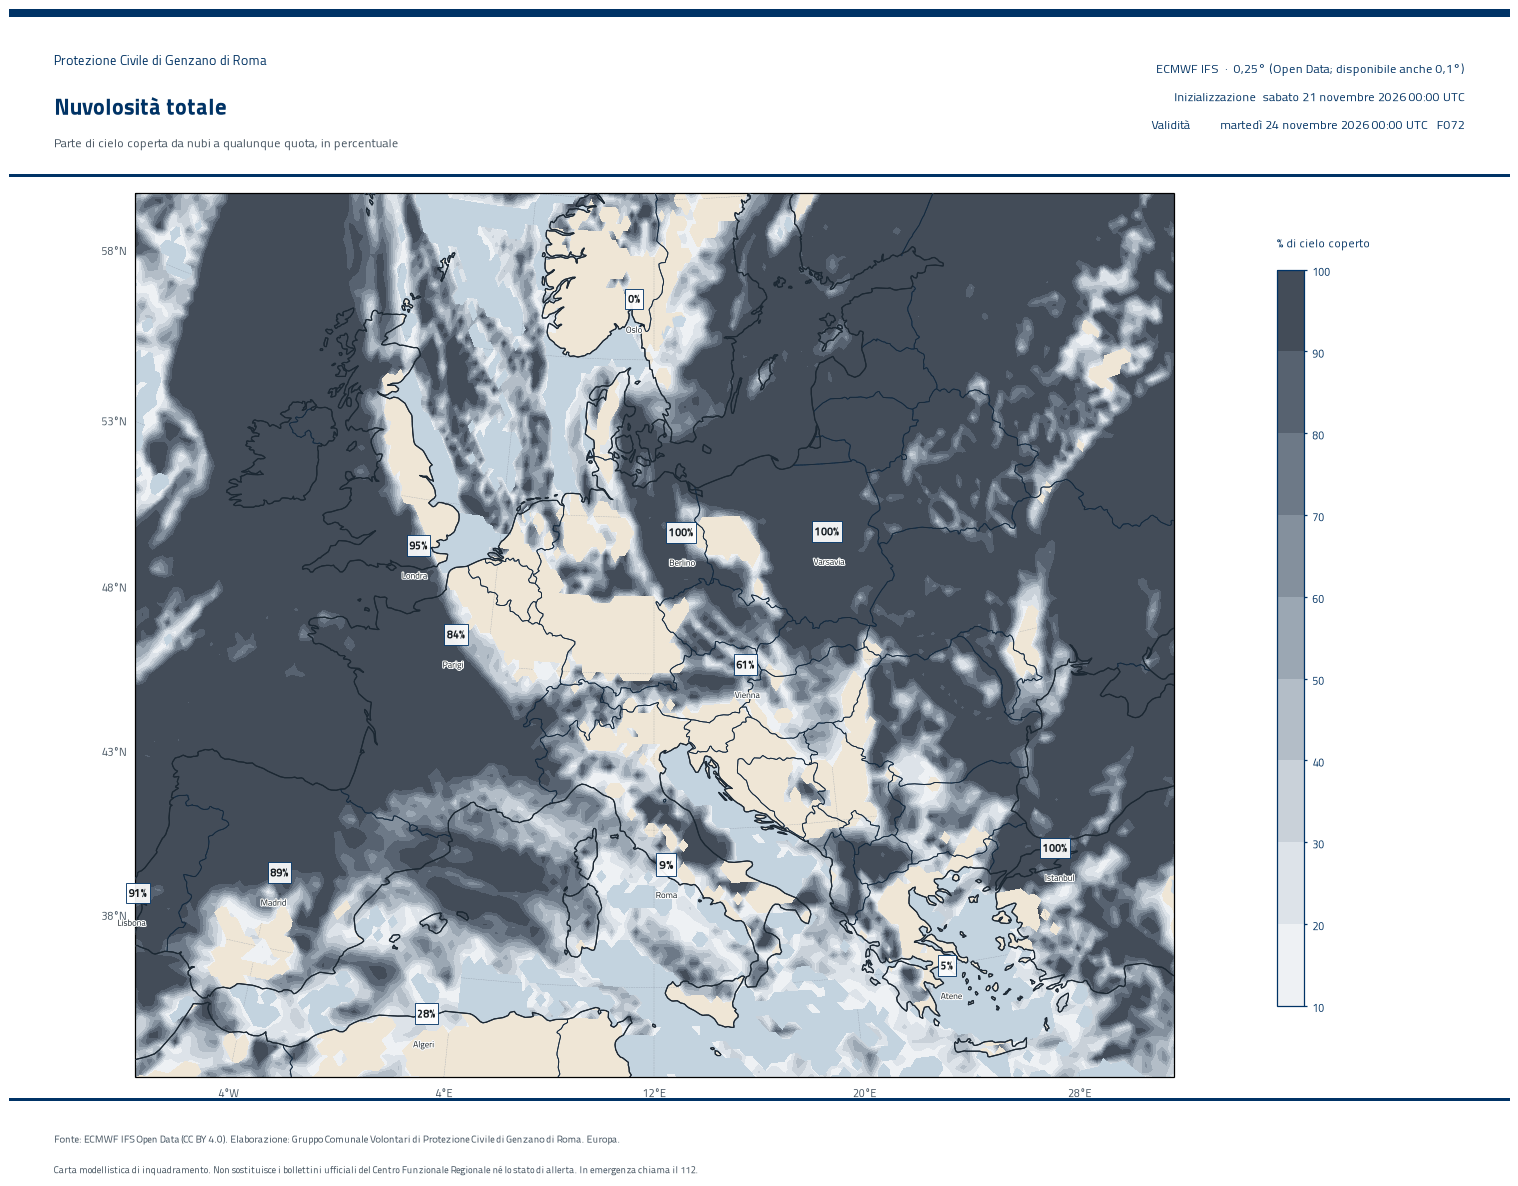 Protezione Civile di Genzano di Roma
Nuvolosità totale
Parte di cielo coperta da nubi a qualunque quota, in percentuale
ECMWF IFS · 0,25° (Open Data; disponibile anche 0,1°)
Inizializzazione sabato 21 novembre 2026 00:00 UTC
Validità martedì 24 novembre 2026 00:00 UTC F072
% di cielo coperto
100
90
80
70
60
50
40
30
20
10
58°N
53°N
48°N
43°N
38°N
0%
Oslo
95%
Londra
100%
Berlino
100%
Varsavia
84%
Parigi
61%
Vienna
89%
Madrid
91%
Lisbona
9%
Roma
100%
Istanbul
5%
Atene
28%
Algeri
4°W
4°E
12°E
20°E
28°E
Fonte: ECMWF IFS Open Data (CC BY 4.0). Elaborazione: Gruppo Comunale Volontari di Protezione Civile di Genzano di Roma. Europa.
Carta modellistica di inquadramento. Non sostituisce i bollettini ufficiali del Centro Funzionale Regionale né lo stato di allerta. In emergenza chiama il 112.